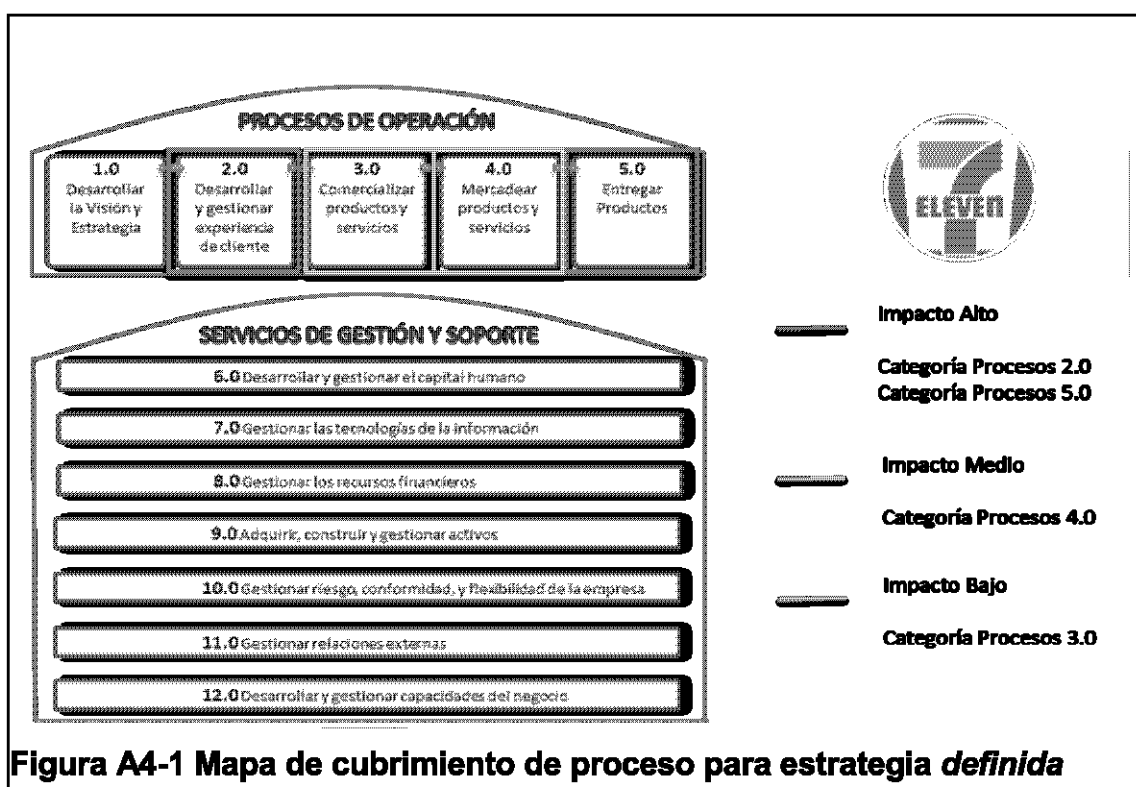 PROCESOS DE OPERACIÓN
1.0
Desarrollar
la Visión y
Estrategia
2.0
Desarrollar
y gestionar
experiencia
de cliente
3.0
Comercializar
productos y
servicios
4.0
Mercadear
productos y
servicios
5.0
Entregar
Productos
7
ELEVEn
SERVICIOS DE GESTIÓN Y SOPORTE
6.0 Desarrollar y gestionar el capital humano
7.0 Gestionar las tecnologías de la información
8.0 Gestionar los recursos financieros
9.0 Adquirir, construir y gestionar activos
10.0 Gestionar riesgo, conformidad, y flexibilidad de la empresa
11.0 Gestionar relaciones externas
12.0 Desarrollar y gestionar capacidades del negocio
Impacto Alto
Categoría Procesos 2.0
Categoría Procesos 5.0
Impacto Medio
Categoría Procesos 4.0
Impacto Bajo
Categoría Procesos 3.0
Figura A4-1 Mapa de cubrimiento de proceso para estrategia definida